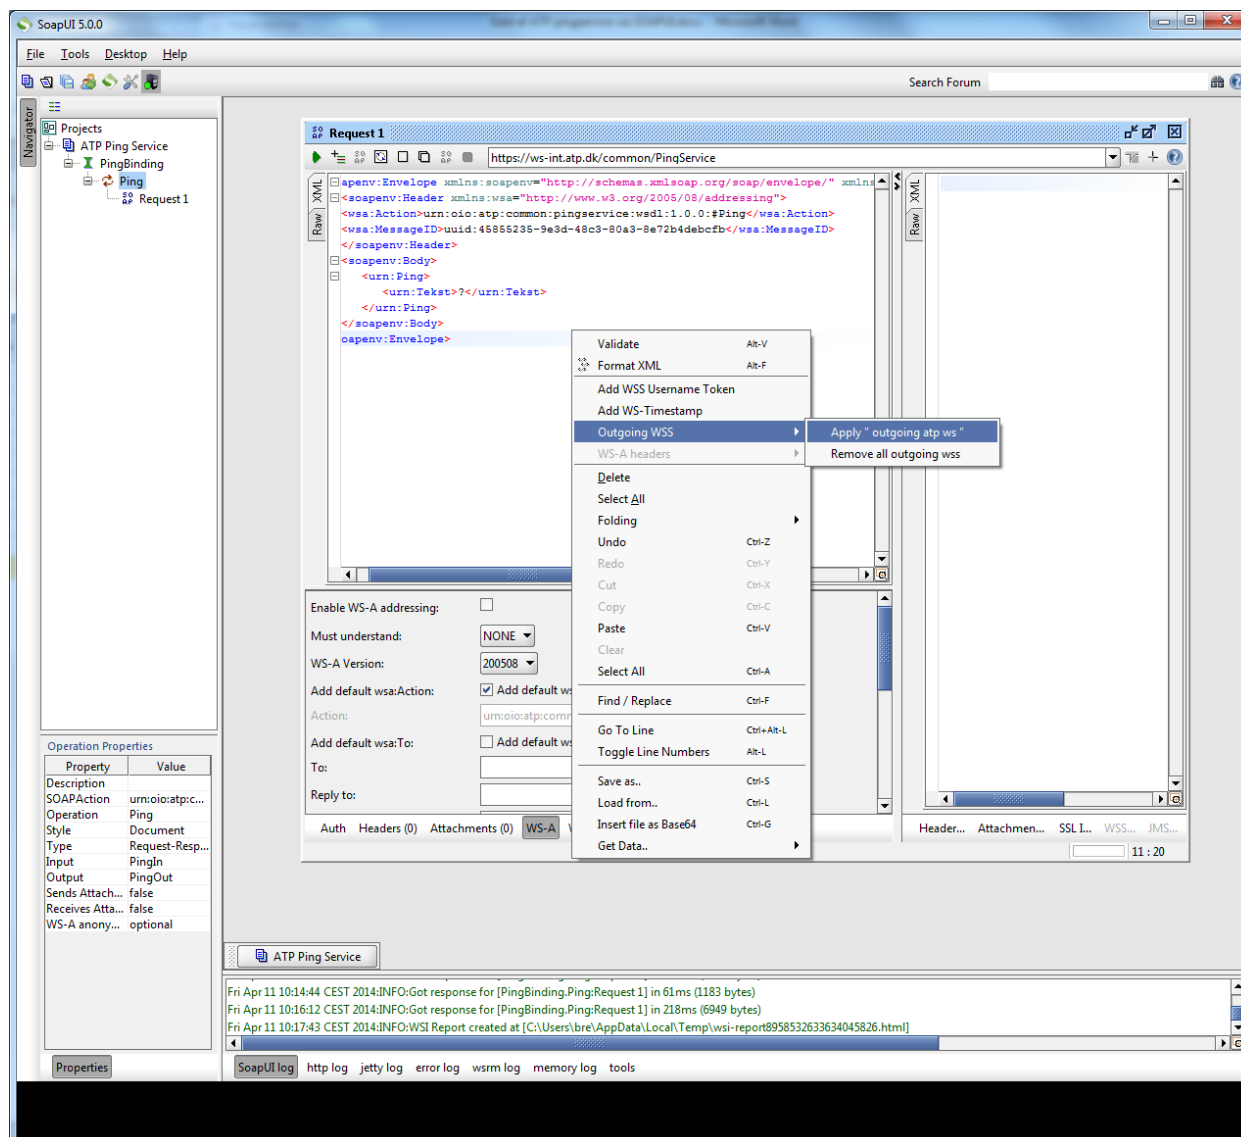 SoapUI 5.0.0
File Tools Desktop Help
Search Forum
Navigator
Projects
ATP Ping Service
PingBinding
Ping
Request 1
Request 1
https://ws-int.atp.dk/common/PingService
XML
Raw
apenv:Envelope xmlns:soapenv="http://schemas.xmlsoap.org/soap/envelope/" xmlns
<soapenv:Header xmlns:wsa="http://www.w3.org/2005/08/addressing">
<wsa:Action>urn:oio:atp:common:pingservice:wsdl:1.0.0:#Ping</wsa:Action>
<wsa:MessageID>uuid:45855235-9e3d-48c3-80a3-8e72b4debcfb</wsa:MessageID>
</soapenv:Header>
<soapenv:Body>
<urn:Ping>
<urn:Tekst>?</urn:Tekst>
</urn:Ping>
</soapenv:Body>
oapenv:Envelope>
XML
Raw
Validate Alt-V
Format XML Alt-F
Add WSS Username Token
Add WS-Timestamp
Outgoing WSS
WS-A headers
Delete
Select All
Folding
Undo Ctrl-Z
Redo Ctrl-Y
Cut Ctrl-X
Copy Ctrl-C
Paste Ctrl-V
Clear
Select All Ctrl-A
Find / Replace Ctrl-F
Go To Line Ctrl+Alt-L
Toggle Line Numbers Alt-L
Save as.. Ctrl-S
Load from.. Ctrl-L
Insert file as Base64 Ctrl-G
Get Data..
Apply " outgoing atp ws "
Remove all outgoing wss
Enable WS-A addressing:
Must understand: NONE
WS-A Version: 200508
Add default wsa:Action: Add default ws
Action: urn:oio:atp:comm
Add default wsa:To: Add default ws
To:
Reply to:
Auth Headers (0) Attachments (0) WS-A
Header... Attachmen... SSL I... WSS... JMS...
11 : 20
Operation Properties
Property Value
Description
SOAPAction urn:oio:atp:c...
Operation Ping
Style Document
Type Request-Resp...
Input PingIn
Output PingOut
Sends Attach... false
Receives Atta... false
WS-A anony... optional
Properties
ATP Ping Service
Fri Apr 11 10:14:44 CEST 2014:INFO:Got response for [PingBinding.Ping:Request 1] in 61ms (1183 bytes)
Fri Apr 11 10:16:12 CEST 2014:INFO:Got response for [PingBinding.Ping:Request 1] in 218ms (6949 bytes)
Fri Apr 11 10:17:43 CEST 2014:INFO:WSI Report created at [C:\Users\bre\AppData\Local\Temp\wsi-report8958532633634045826.html]
SoapUI log http log jetty log error log wsrm log memory log tools